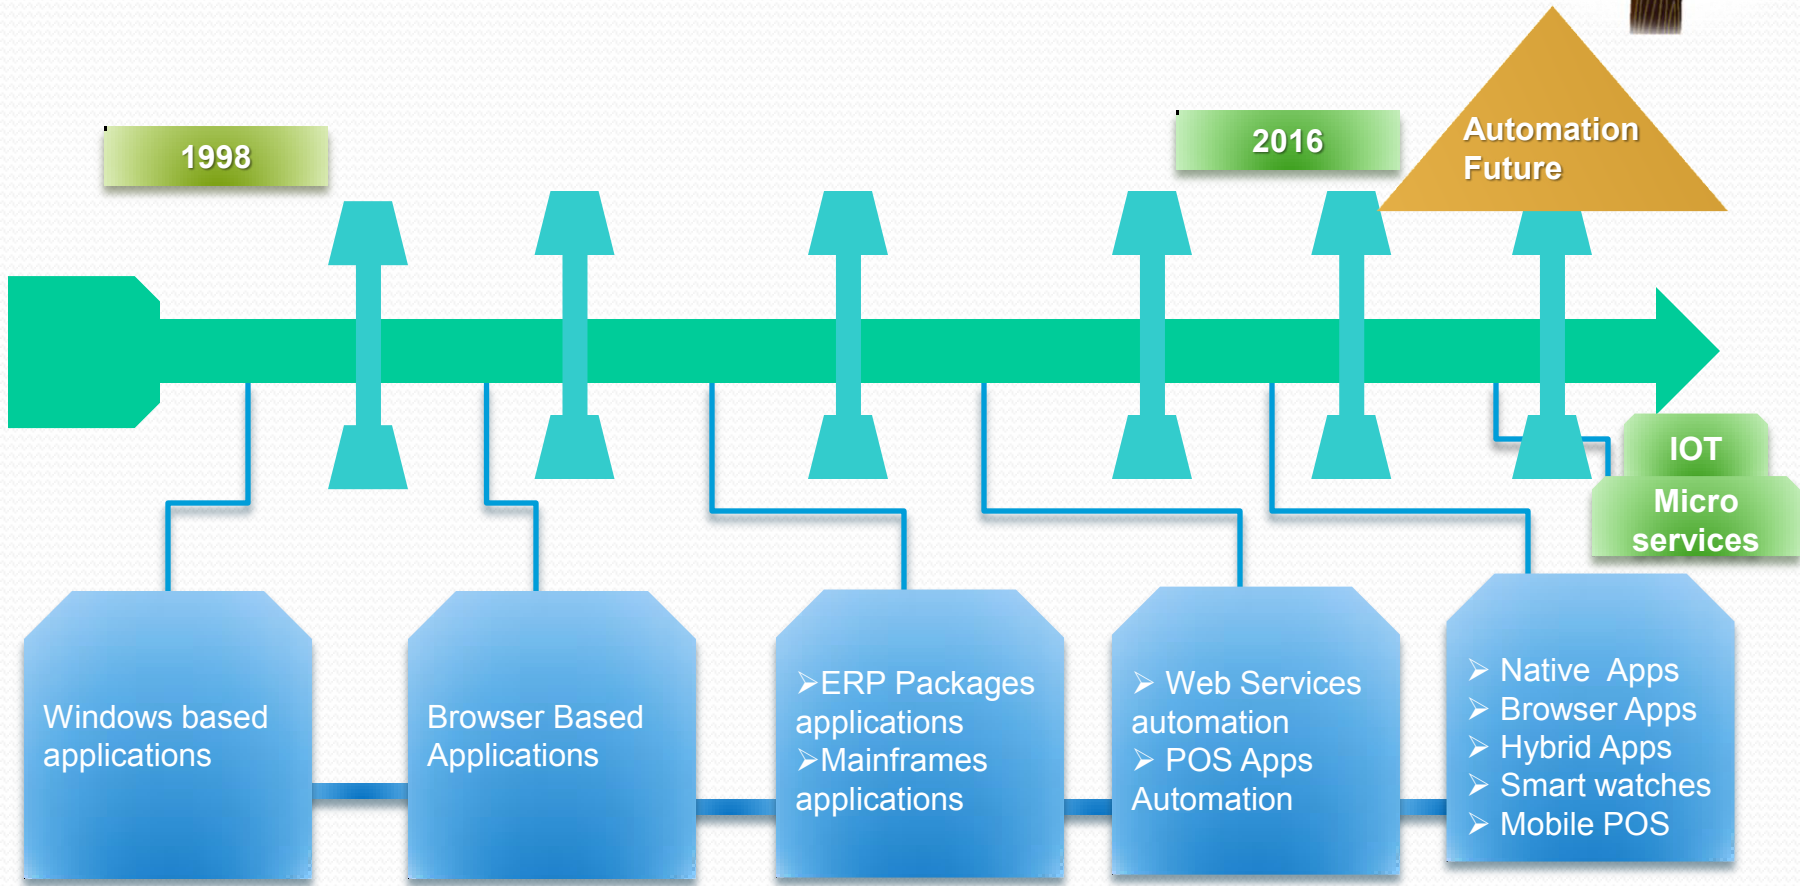 1998
2016
Automation
Future
IOT
Micro
services
Windows based
applications
Browser Based
Applications
➢ERP Packages
applications
➢Mainframes
applications
➢ Web Services
automation
➢ POS Apps
Automation
➢ Native  Apps
➢ Browser Apps
➢ Hybrid Apps
➢ Smart watches
➢ Mobile POS